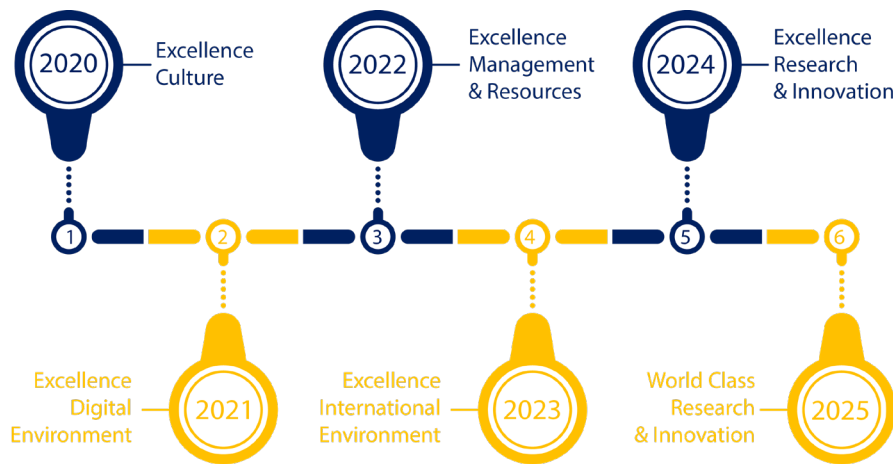 2020
Excellence
Culture
2022
Excellence
Management
& Resources
2024
Excellence
Research
& Innovation
1
2
3
4
5
6
Excellence
Digital
Environment
2021
Excellence
International
Environment
2023
World Class
Research
& Innovation
2025